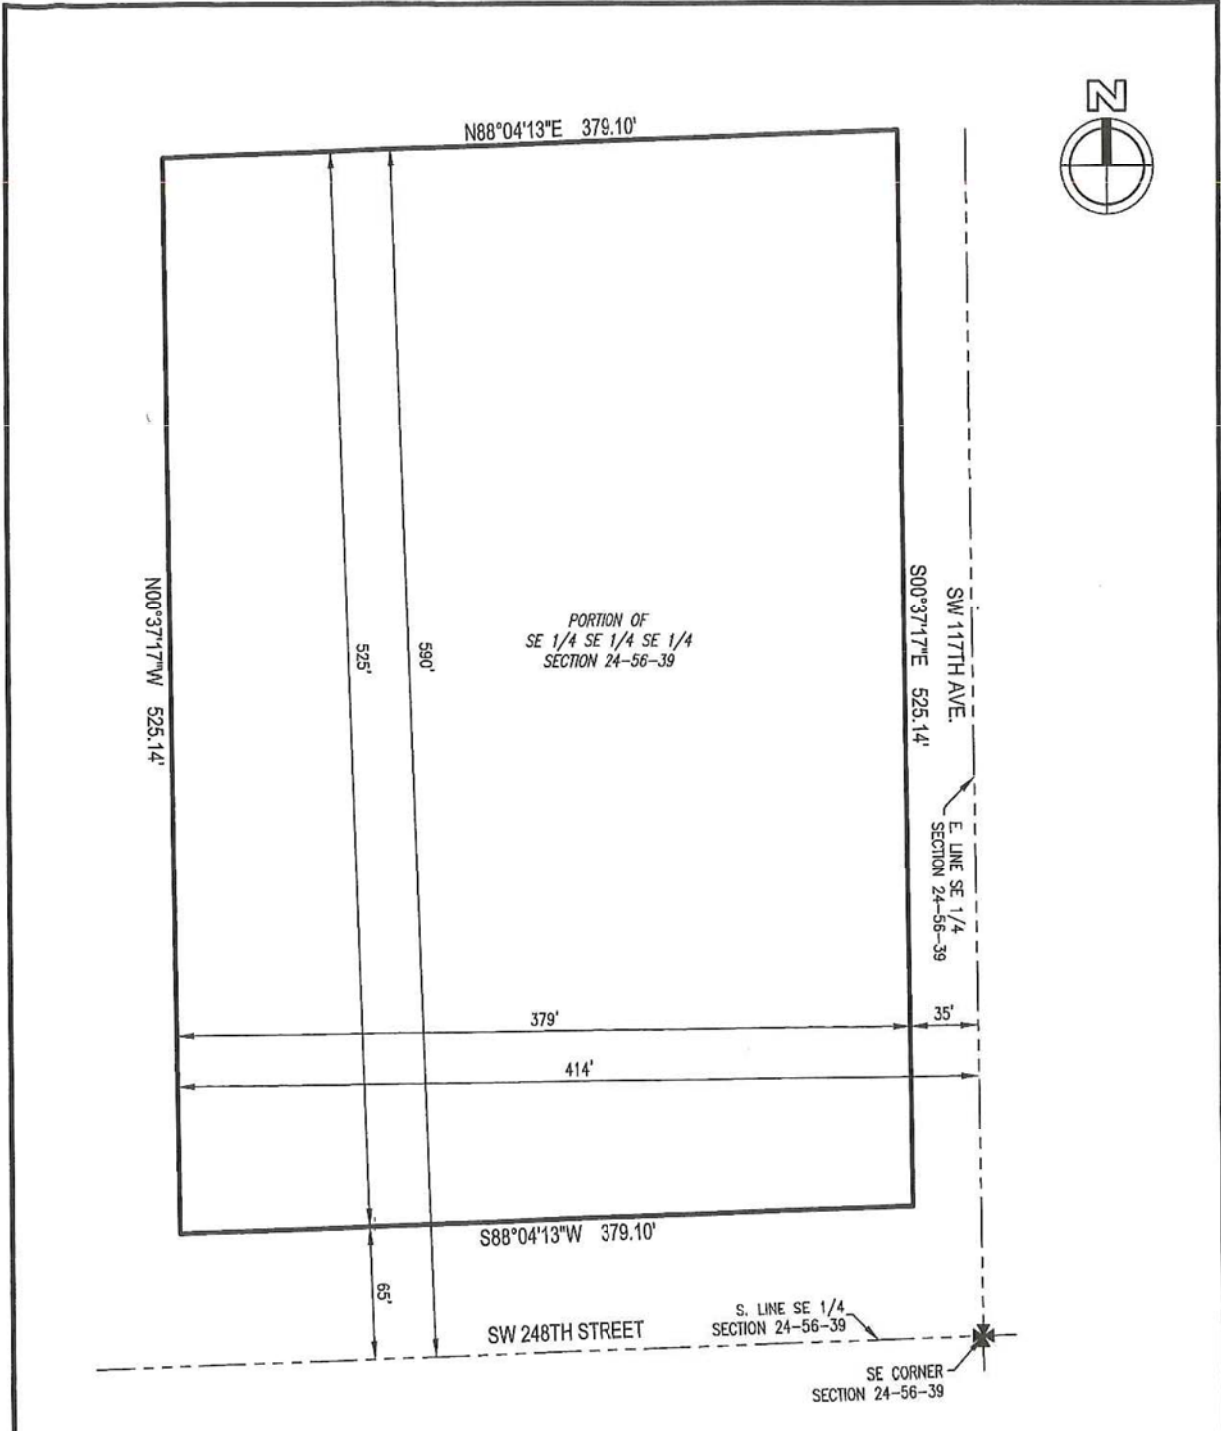 N
N88°04'13"E 379.10'
N00°37'17"W 525.14'
525'
590'
PORTION OF
SE 1/4 SE 1/4 SE 1/4
SECTION 24-56-39
S00°37'17"E 525.14'
SW 117TH AVE.
E. LINE SE 1/4
SECTION 24-56-39
379'
35'
414'
S88°04'13"W 379.10'
65'
SW 248TH STREET
S. LINE SE 1/4
SECTION 24-56-39
SE CORNER
SECTION 24-56-39